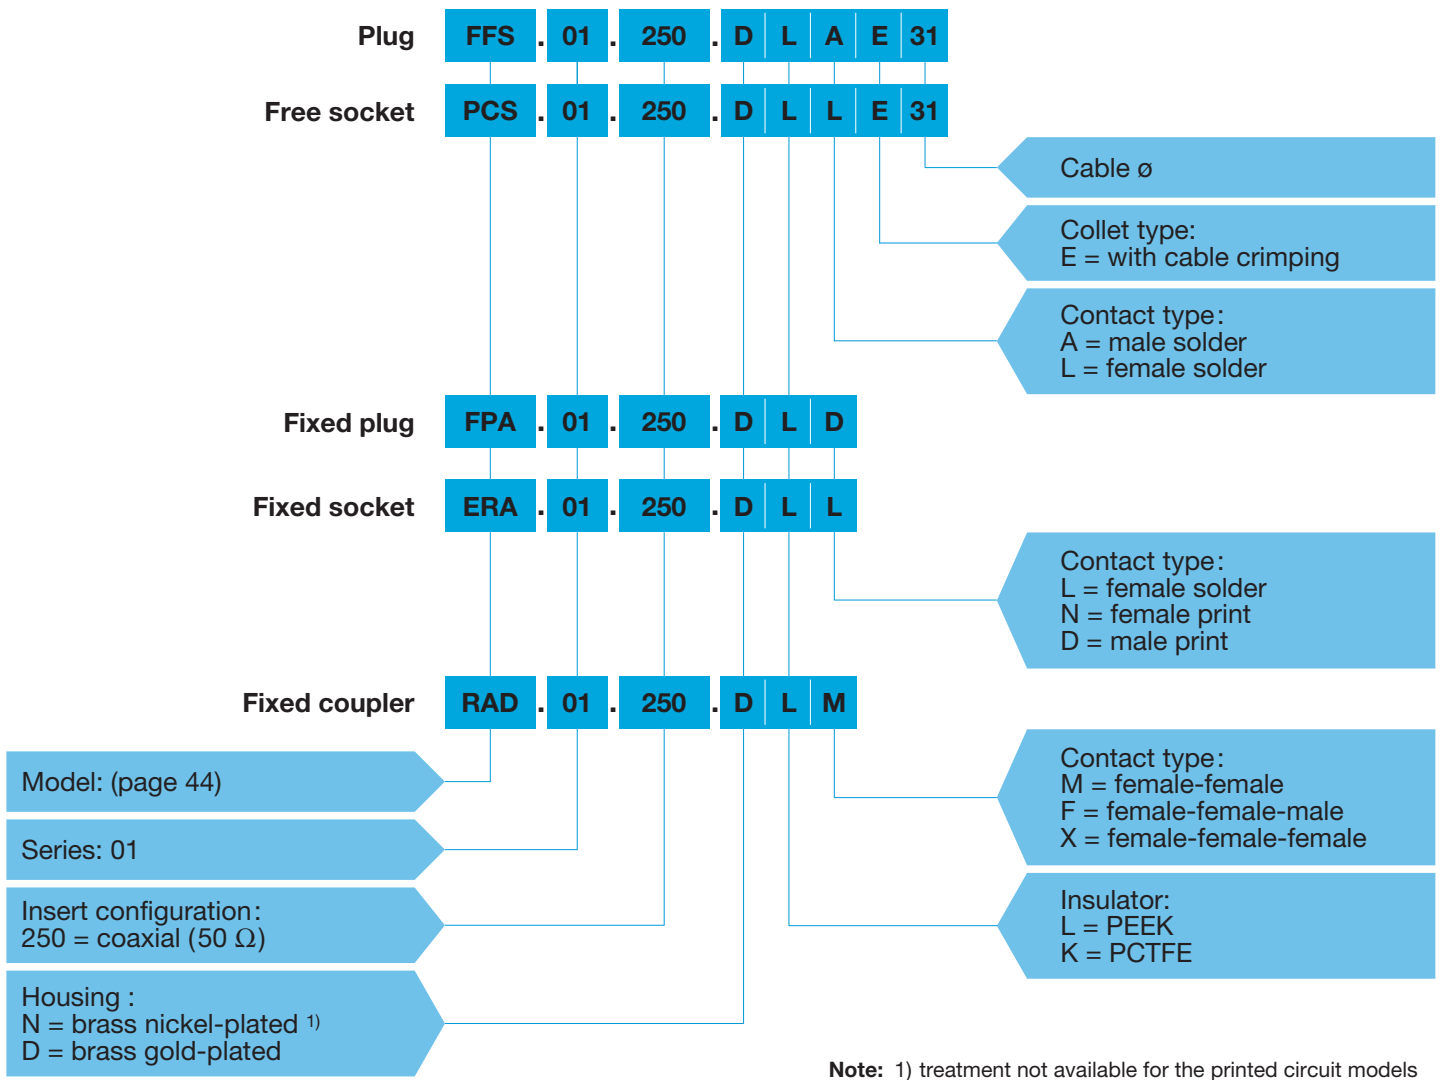 Plug FFS . 01 . 250 . D L A E 31
Free socket PCS . 01 . 250 . D L L E 31
Cable ø
Collet type:
E = with cable crimping
Contact type:
A = male solder
L = female solder
Fixed plug FPA . 01 . 250 . D L D
Fixed socket ERA . 01 . 250 . D L L
Contact type:
L = female solder
N = female print
D = male print
Fixed coupler RAD . 01 . 250 . D L M
Model: (page 44)
Series: 01
Insert configuration:
250 = coaxial (50 Ω)
Housing :
N = brass nickel-plated 1)
D = brass gold-plated
Contact type:
M = female-female
F = female-female-male
X = female-female-female
Insulator:
L = PEEK
K = PCTFE
Note: 1) treatment not available for the printed circuit models